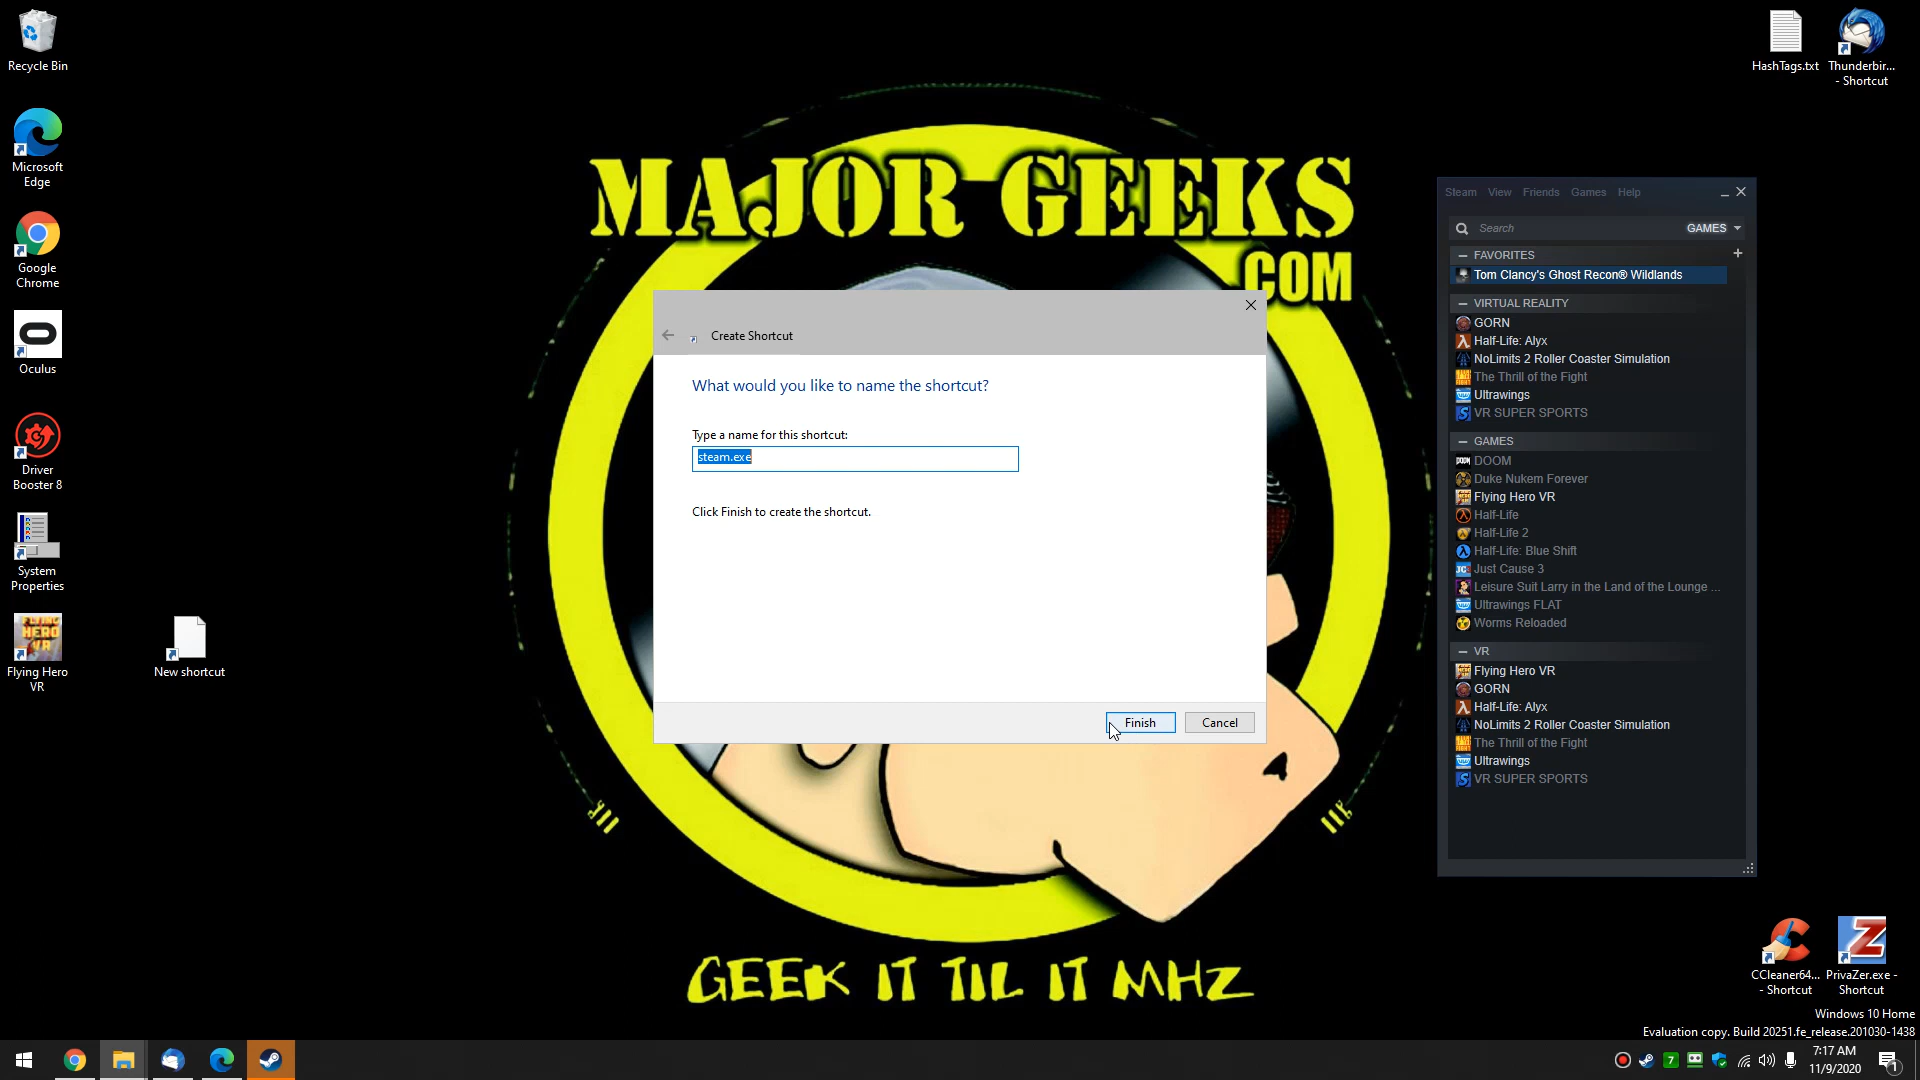 Recycle Bin
Microsoft
Edge
Google
Chrome
Oculus
Driver
Booster 8
System
Properties
FLYING
HERO
VR
Flying Hero
VR
New shortcut
MAJOR GEEKS
.COM
GEEK IT TIL IT MHZ
Create Shortcut
What would you like to name the shortcut?
Type a name for this shortcut:
steam.exe
Click Finish to create the shortcut.
Finish
Cancel
HashTags.txt
Thunderbir...
- Shortcut
Steam View Friends Games Help
Search
GAMES
FAVORITES
Tom Clancy's Ghost Recon® Wildlands
VIRTUAL REALITY
GORN
Half-Life: Alyx
NoLimits 2 Roller Coaster Simulation
The Thrill of the Fight
Ultrawings
VR SUPER SPORTS
GAMES
DOOM
Duke Nukem Forever
Flying Hero VR
Half-Life
Half-Life 2
Half-Life: Blue Shift
Just Cause 3
Leisure Suit Larry in the Land of the Lounge ...
Ultrawings FLAT
Worms Reloaded
VR
Flying Hero VR
GORN
Half-Life: Alyx
NoLimits 2 Roller Coaster Simulation
The Thrill of the Fight
Ultrawings
VR SUPER SPORTS
CCleaner64...
- Shortcut
PrivaZer.exe -
Shortcut
Windows 10 Home
Evaluation copy. Build 20251.fe_release.201030-1438
7
7:17 AM
11/9/2020
1